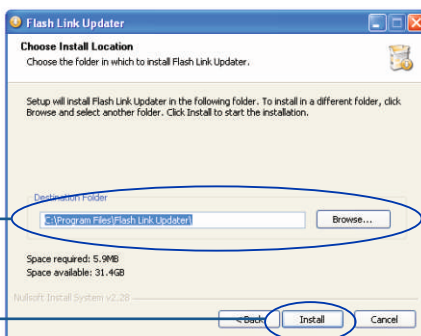 Flash Link Updater
Choose Install Location
Choose the folder in which to install Flash Link Updater.
Setup will install Flash Link Updater in the following folder. To install in a different folder, click
Browse and select another folder. Click Install to start the installation.
Destination Folder
C:\Program Files\Flash Link Updater\
Browse...
Space required: 5.9MB
Space available: 31.4GB
Nullsoft Install System v2.28
< Back
Install
Cancel